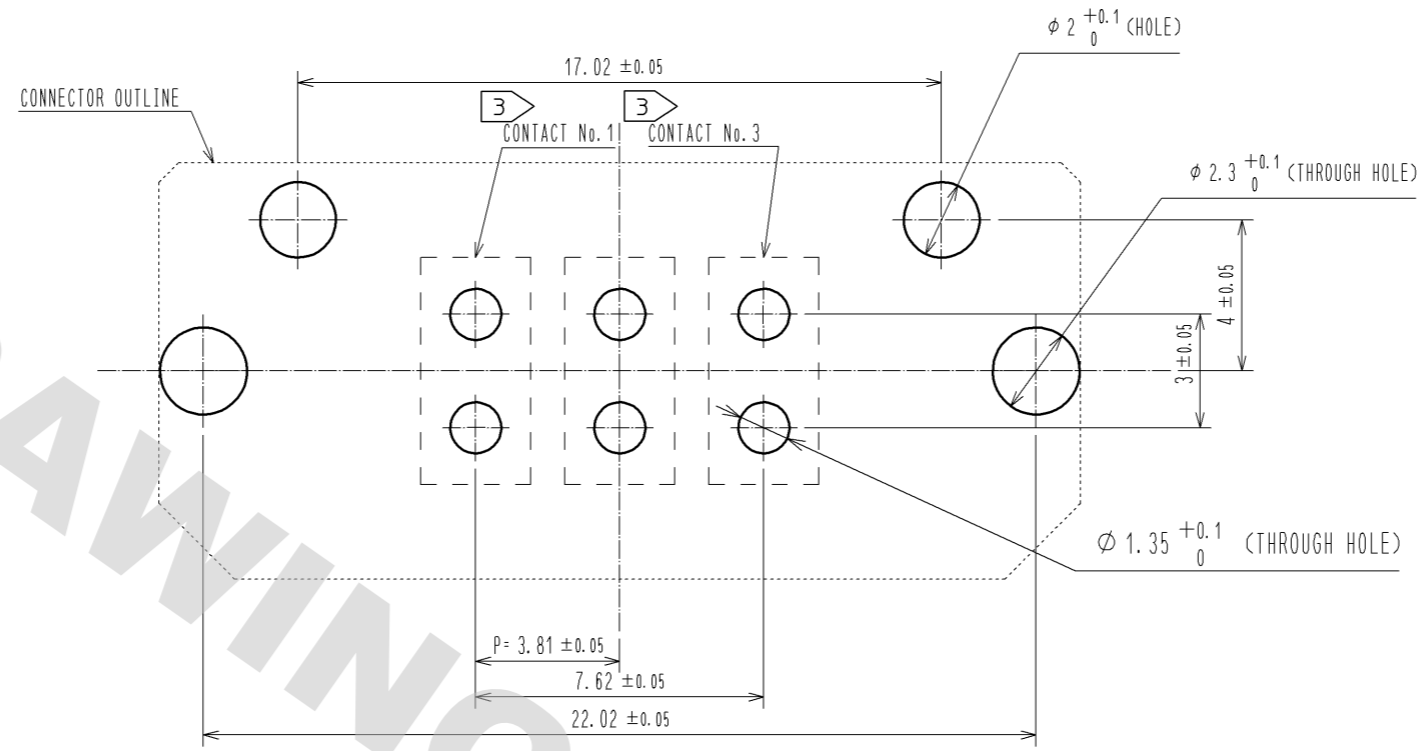 φ 2 +0.1 0 (HOLE)
17.02 ±0.05
CONNECTOR OUTLINE
3
3
CONTACT No.1
CONTACT No.3
φ 2.3 +0.1 0 (THROUGH HOLE)
4 ±0.05
3 ±0.05
∅ 1.35 +0.1 0 (THROUGH HOLE)
P= 3.81 ±0.05
7.62 ±0.05
22.02 ±0.05
AWING